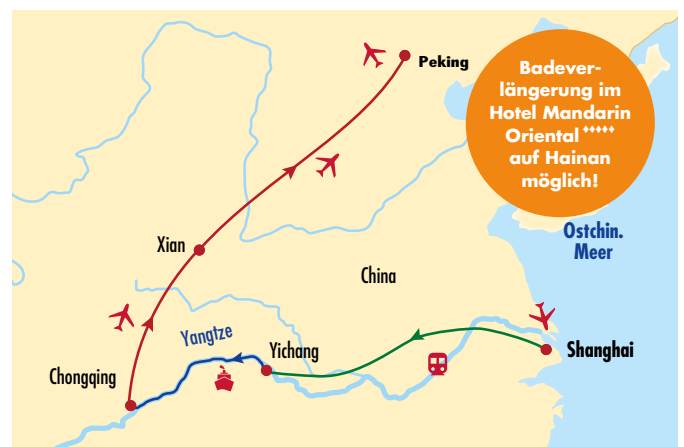 Peking
Badever-
längerung im
Hotel Mandarin
Oriental ♦♦♦♦♦
auf Hainan
möglich!
Ostchin.
Meer
Xian
China
Yangtze
Yichang
Shanghai
Chongqing